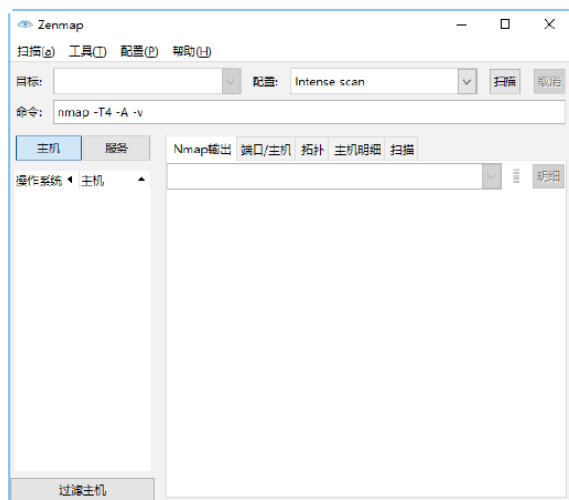 Zenmap
扫描(a) 工具(T) 配置(P) 帮助(H)
目标: 配置: Intense scan 扫描 取消
命令: nmap -T4 -A -v
主机 服务 Nmap输出 端口/主机 拓扑 主机明细 扫描
操作系统 主机 明细
过滤主机